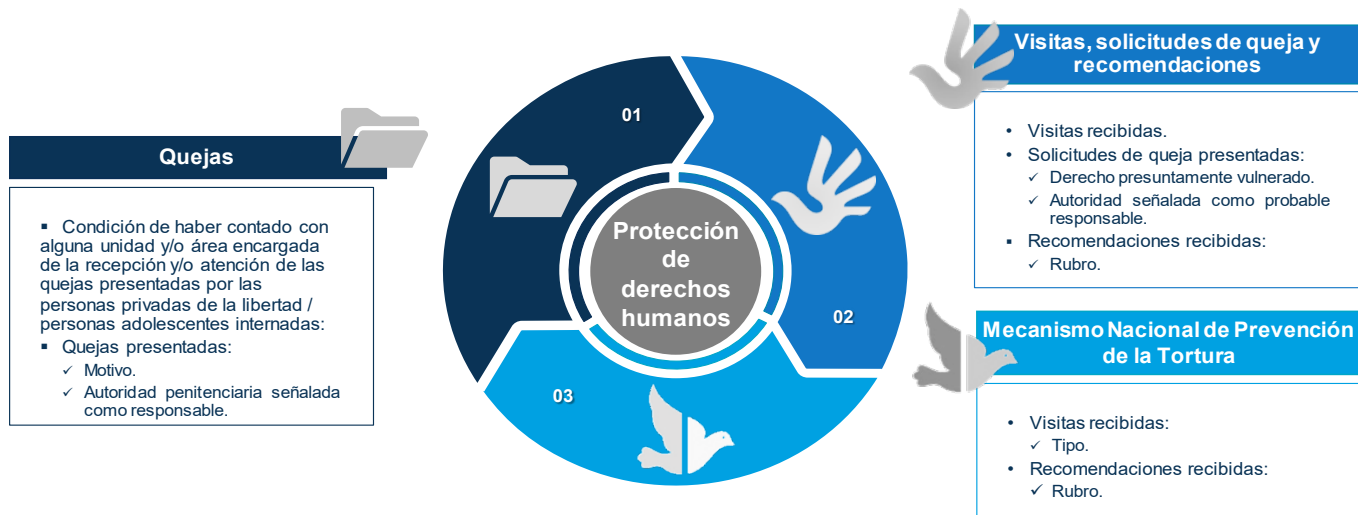 Quejas
▪ Condición de haber contado con
alguna unidad y/o área encargada
de la recepción y/o atención de las
quejas presentadas por las
personas privadas de la libertad /
personas adolescentes internadas:
▪ Quejas presentadas:
✓ Motivo.
✓ Autoridad penitenciaria señalada
como responsable.
01
02
03
Protección
de
derechos
humanos
Visitas, solicitudes de queja y
recomendaciones
• Visitas recibidas.
• Solicitudes de queja presentadas:
✓ Derecho presuntamente vulnerado.
✓ Autoridad señalada como probable
responsable.
▪ Recomendaciones recibidas:
✓ Rubro.
Mecanismo Nacional de Prevención
de la Tortura
• Visitas recibidas:
✓ Tipo.
• Recomendaciones recibidas:
✓ Rubro.